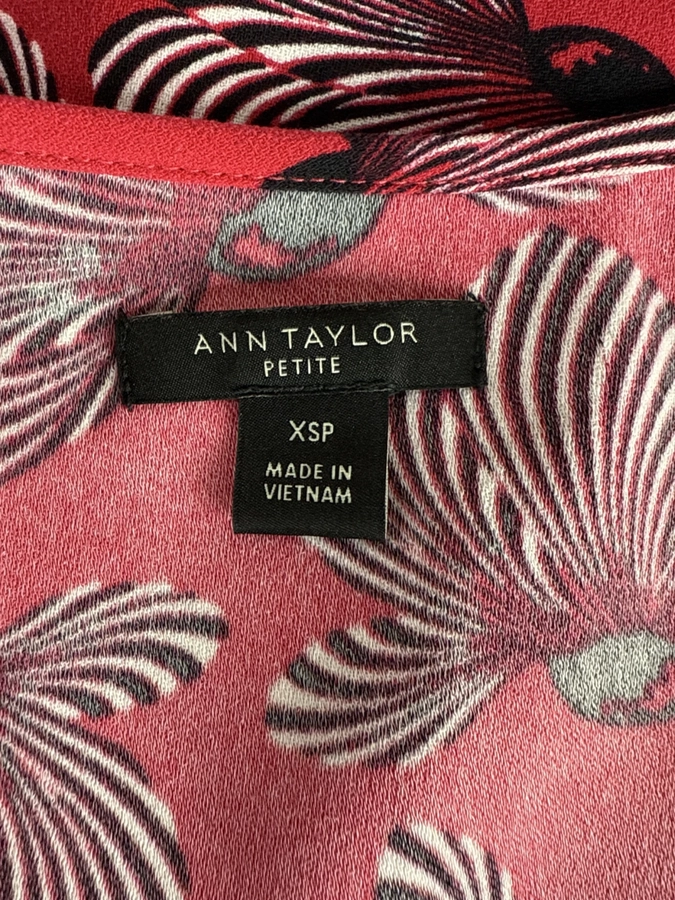 ANN TAYLOR
PETITE
XSP
MADE IN
VIETNAM